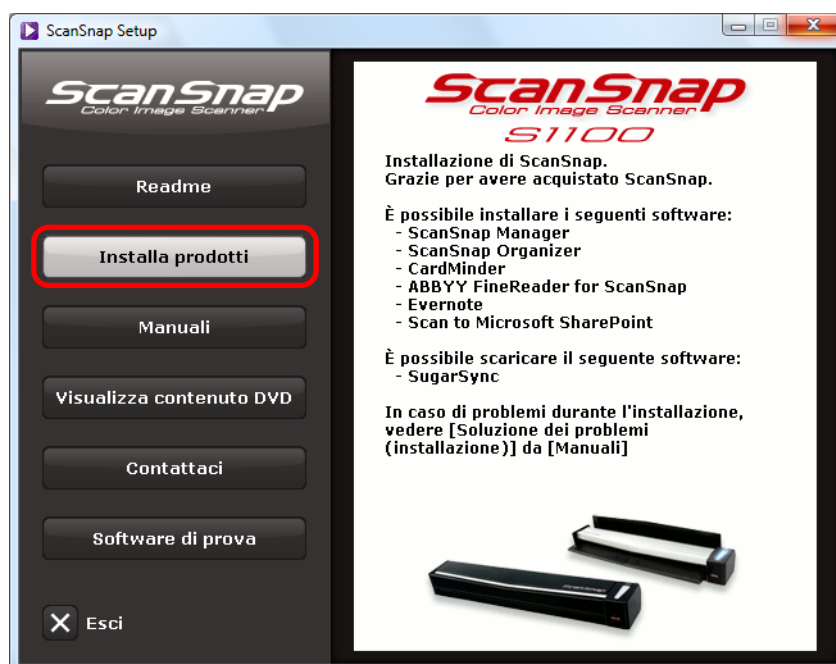 ScanSnap Setup
ScanSnap
Color Image Scanner
Readme
Installa prodotti
Manuali
Visualizza contenuto DVD
Contattaci
Software di prova
Esci
ScanSnap
Color Image Scanner
S1100
Installazione di ScanSnap.
Grazie per avere acquistato ScanSnap.
È possibile installare i seguenti software:
- ScanSnap Manager
- ScanSnap Organizer
- CardMinder
- ABBYY FineReader for ScanSnap
- Evernote
- Scan to Microsoft SharePoint
È possibile scaricare il seguente software:
- SugarSync
In caso di problemi durante l'installazione,
vedere [Soluzione dei problemi
(installazione)] da [Manuali]
ScanSnap